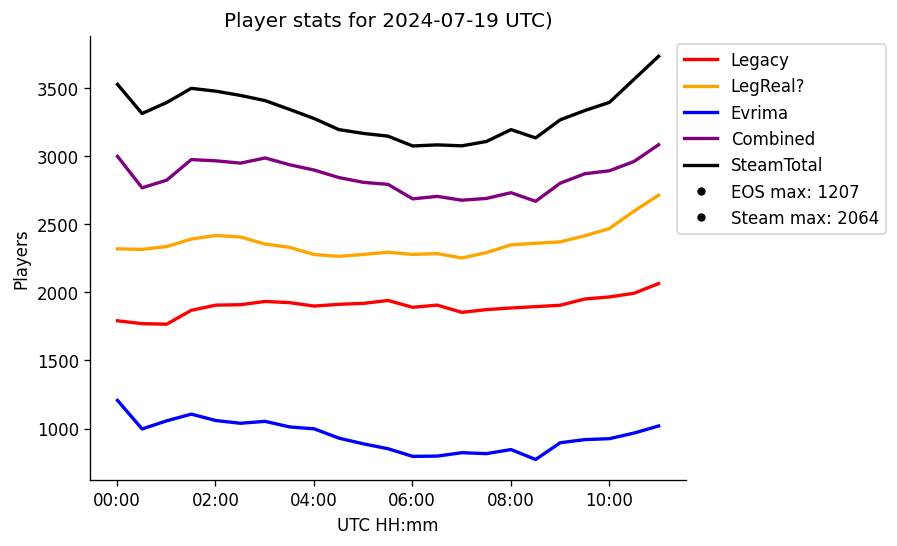 Player stats for 2024-07-19 UTC)
Legacy
LegReal?
Evrima
Combined
SteamTotal
EOS max: 1207
Steam max: 2064
Players
3500
3000
2500
2000
1500
1000
00:00 02:00 04:00 06:00 08:00 10:00
UTC HH:mm